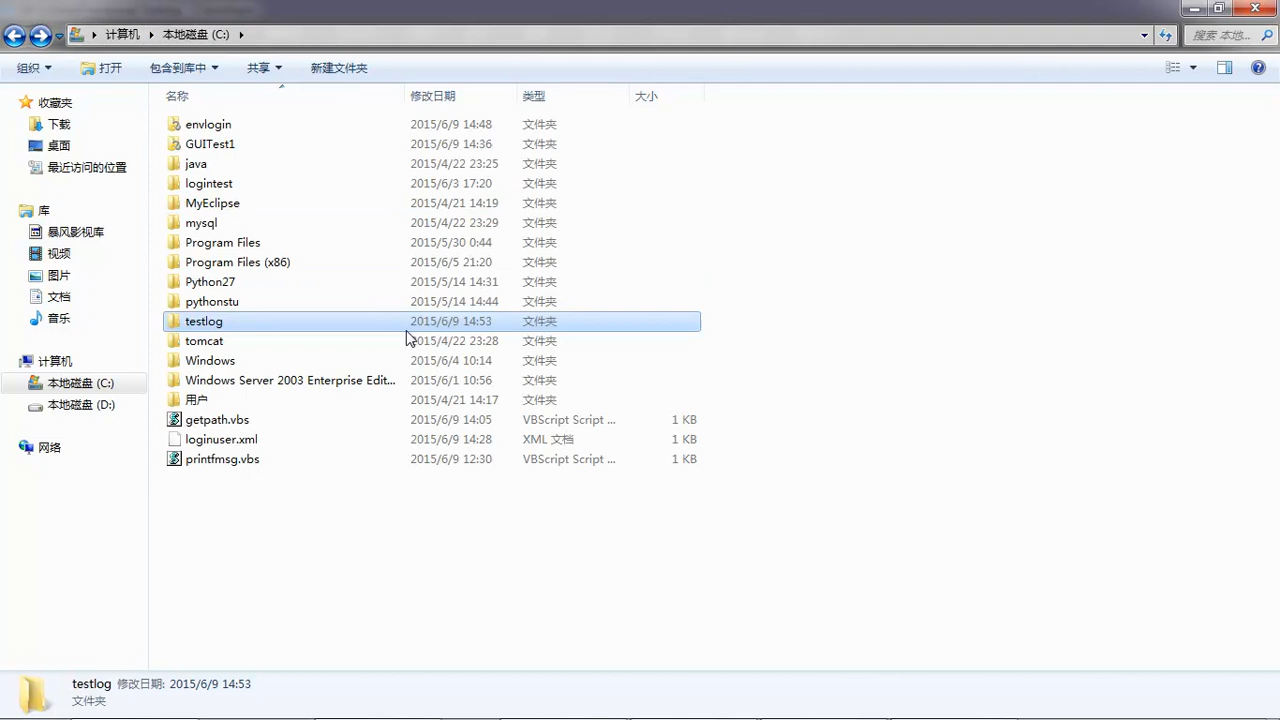 计算机 本地磁盘 (C:) 搜索 本地...
组织 打开 包含到库中 共享 新建文件夹
收藏夹
下载
桌面
最近访问的位置
库
暴风影视库
视频
图片
文档
音乐
计算机
本地磁盘 (C:)
本地磁盘 (D:)
网络
名称 修改日期 类型 大小
envlogin 2015/6/9 14:48 文件夹
GUITest1 2015/6/9 14:36 文件夹
java 2015/4/22 23:25 文件夹
logintest 2015/6/3 17:20 文件夹
MyEclipse 2015/4/21 14:19 文件夹
mysql 2015/4/22 23:29 文件夹
Program Files 2015/5/30 0:44 文件夹
Program Files (x86) 2015/6/5 21:20 文件夹
Python27 2015/5/14 14:31 文件夹
pythonstu 2015/5/14 14:44 文件夹
testlog 2015/6/9 14:53 文件夹
tomcat 2015/4/22 23:28 文件夹
Windows 2015/6/4 10:14 文件夹
Windows Server 2003 Enterprise Edit... 2015/6/1 10:56 文件夹
用户 2015/4/21 14:17 文件夹
getpath.vbs 2015/6/9 14:05 VBScript Script ... 1 KB
loginuser.xml 2015/6/9 14:28 XML 文档 1 KB
printfmsg.vbs 2015/6/9 12:30 VBScript Script ... 1 KB
testlog 修改日期: 2015/6/9 14:53
文件夹